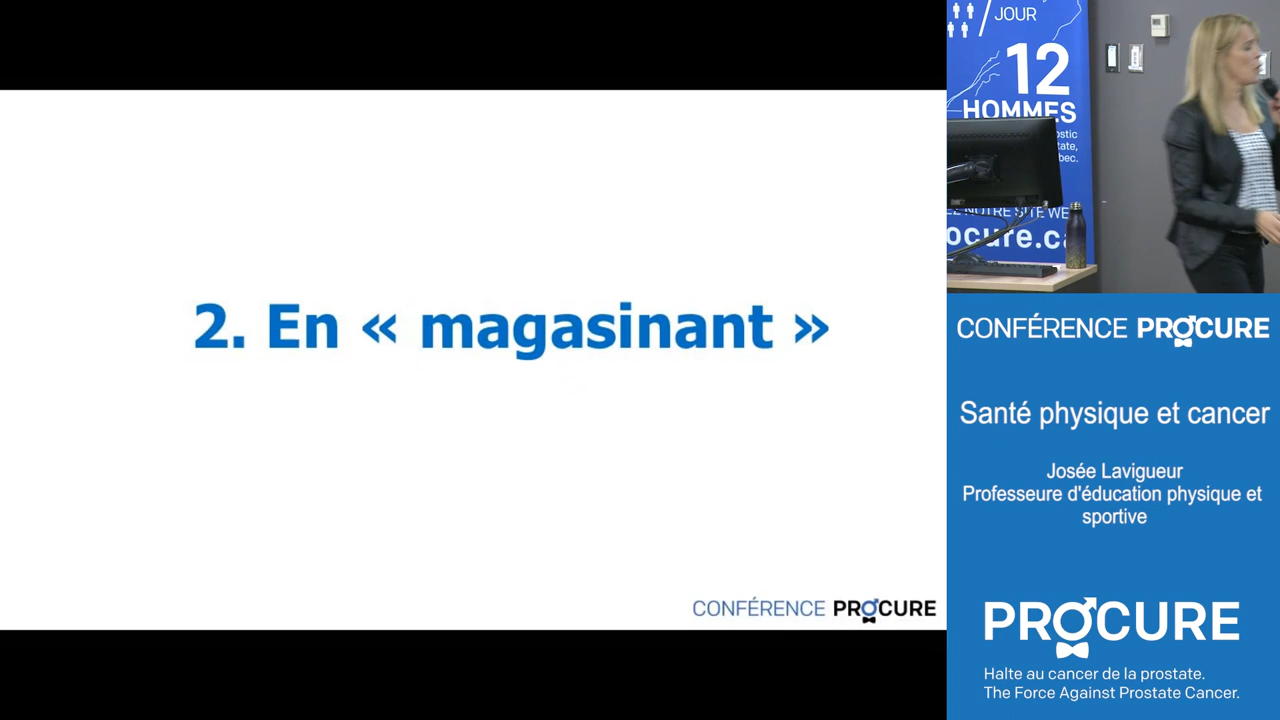 2. En « magasinant »
CONFÉRENCE PROCURE
/ JOUR
12
HOMMES
ocure.c
CONFÉRENCE PROCURE
Santé physique et cancer
Josée Lavigueur
Professeure d'éducation physique et
sportive
PROCURE
Halte au cancer de la prostate.
The Force Against Prostate Cancer.